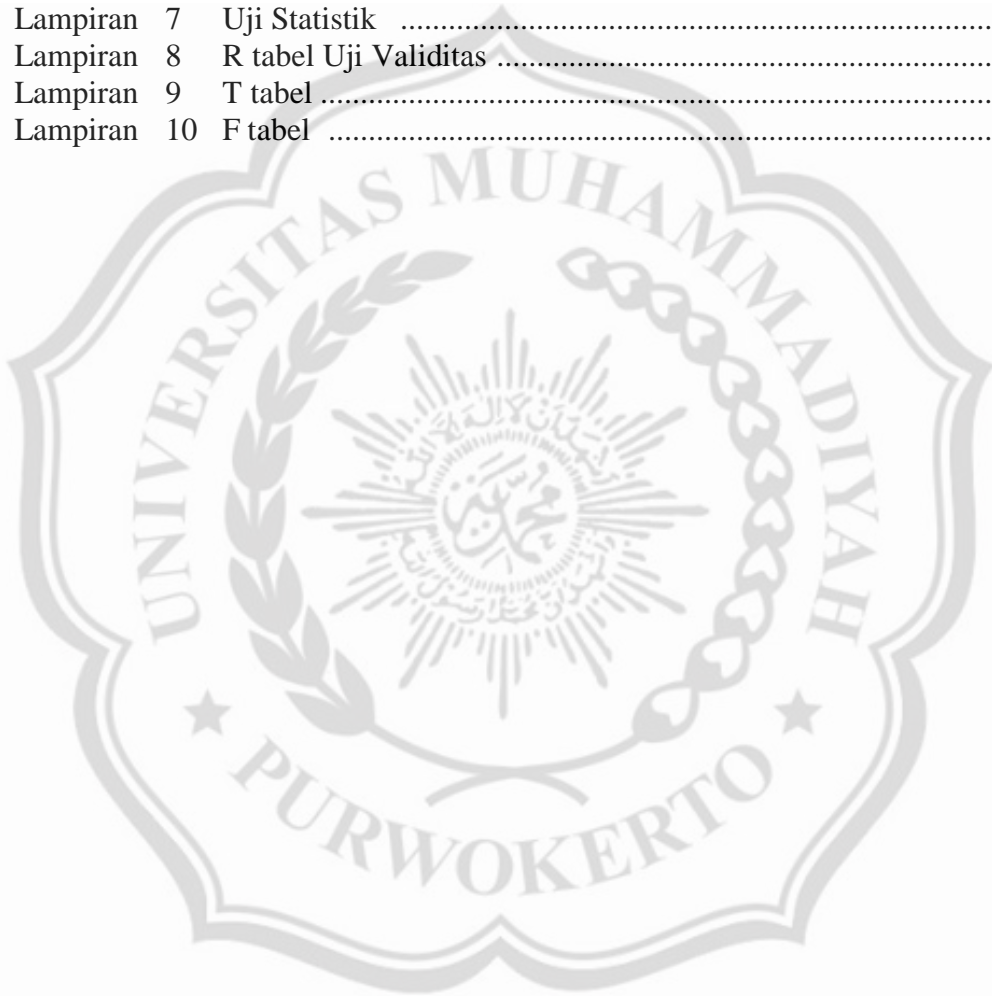 Lampiran 7 Uji Statistik ................................................................
Lampiran 8 R tabel Uji Validitas ....................................................
Lampiran 9 T tabel ........................................................................
Lampiran 10 F tabel .......................................................................
UNIVERSITAS MUHAMMADIYAH
PURWOKERTO